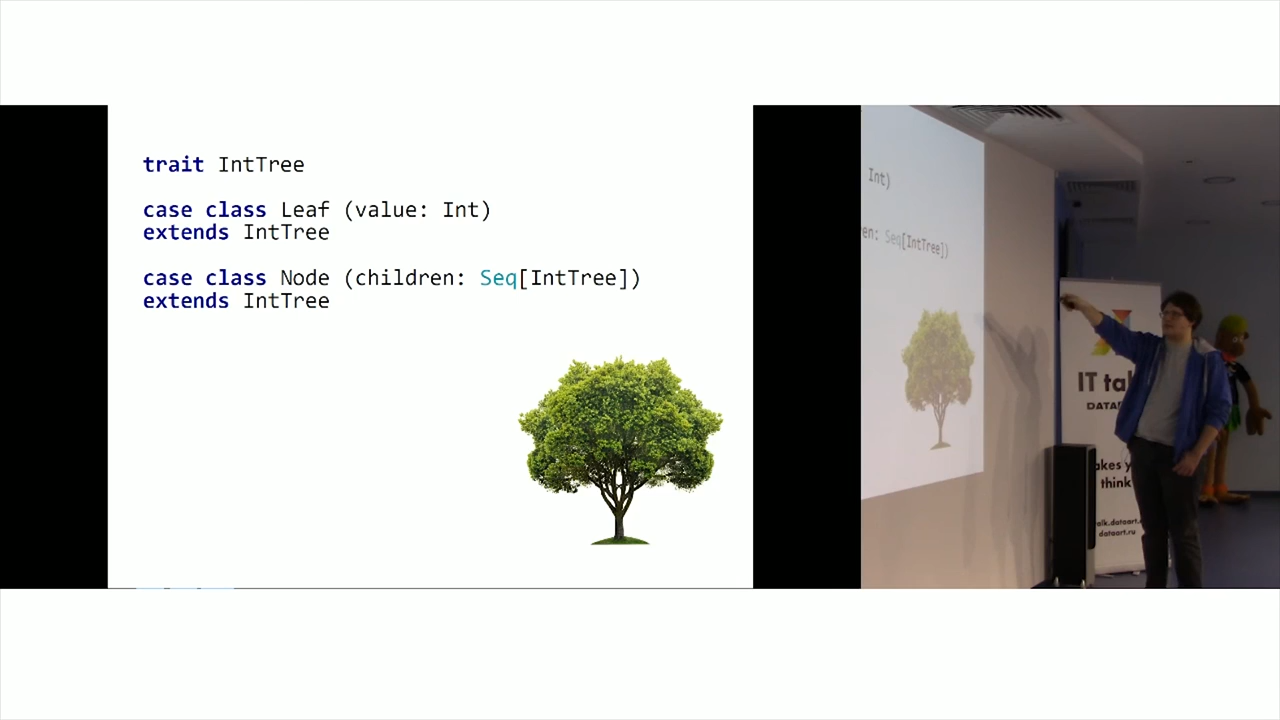 trait IntTree
case class Leaf (value: Int)
extends IntTree
case class Node (children: Seq[IntTree])
extends IntTree
Int)
en: Seq[IntTree])
IT tal
DATA
akes y
think
alk.dataart.
dataart.ru